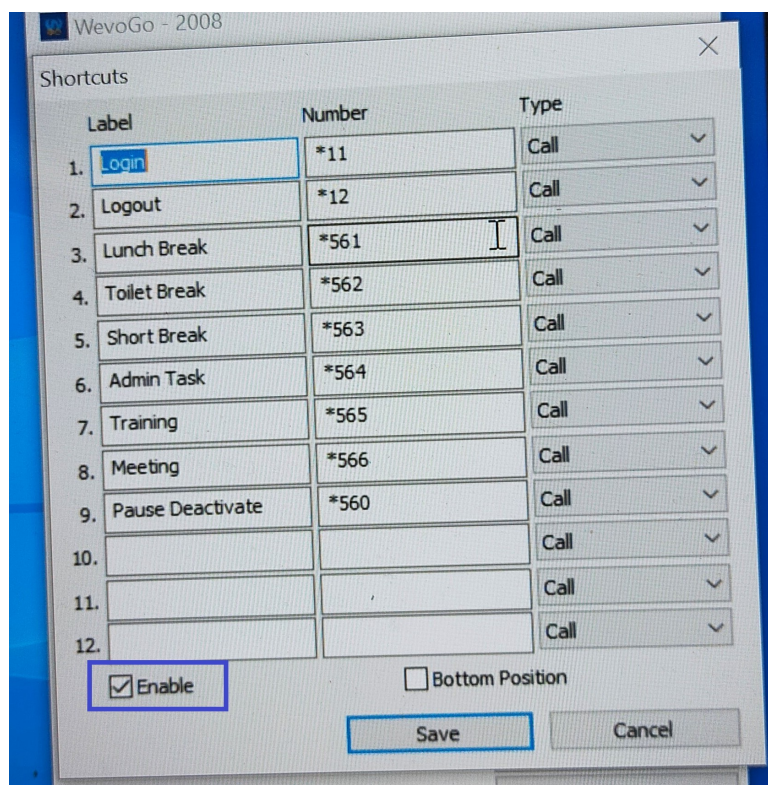 WevoGo - 2008
Shortcuts
Label Number Type
1. Login *11 Call
2. Logout *12 Call
3. Lunch Break *561 Call
4. Toilet Break *562 Call
5. Short Break *563 Call
6. Admin Task *564 Call
7. Training *565 Call
8. Meeting *566 Call
9. Pause Deactivate *560 Call
10. Call
11. Call
12. Call
Enable Bottom Position
Save Cancel